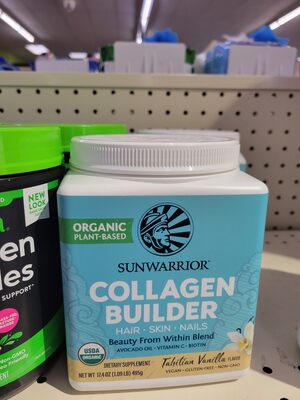 NEW
LOOK
en
les
SUPPORT*
ORGANIC
PLANT-BASED
SUNWARRIOR
COLLAGEN
BUILDER
HAIR • SKIN • NAILS
Beauty From Within Blend
AVOCADO OIL • VITAMIN C • BIOTIN
USDA
ORGANIC
DIETARY SUPPLEMENT
NET WT. 17.4 OZ (1.09 LB) 495g
Tahitian Vanilla FLAVOR
VEGAN • GLUTEN-FREE • NON-GMO